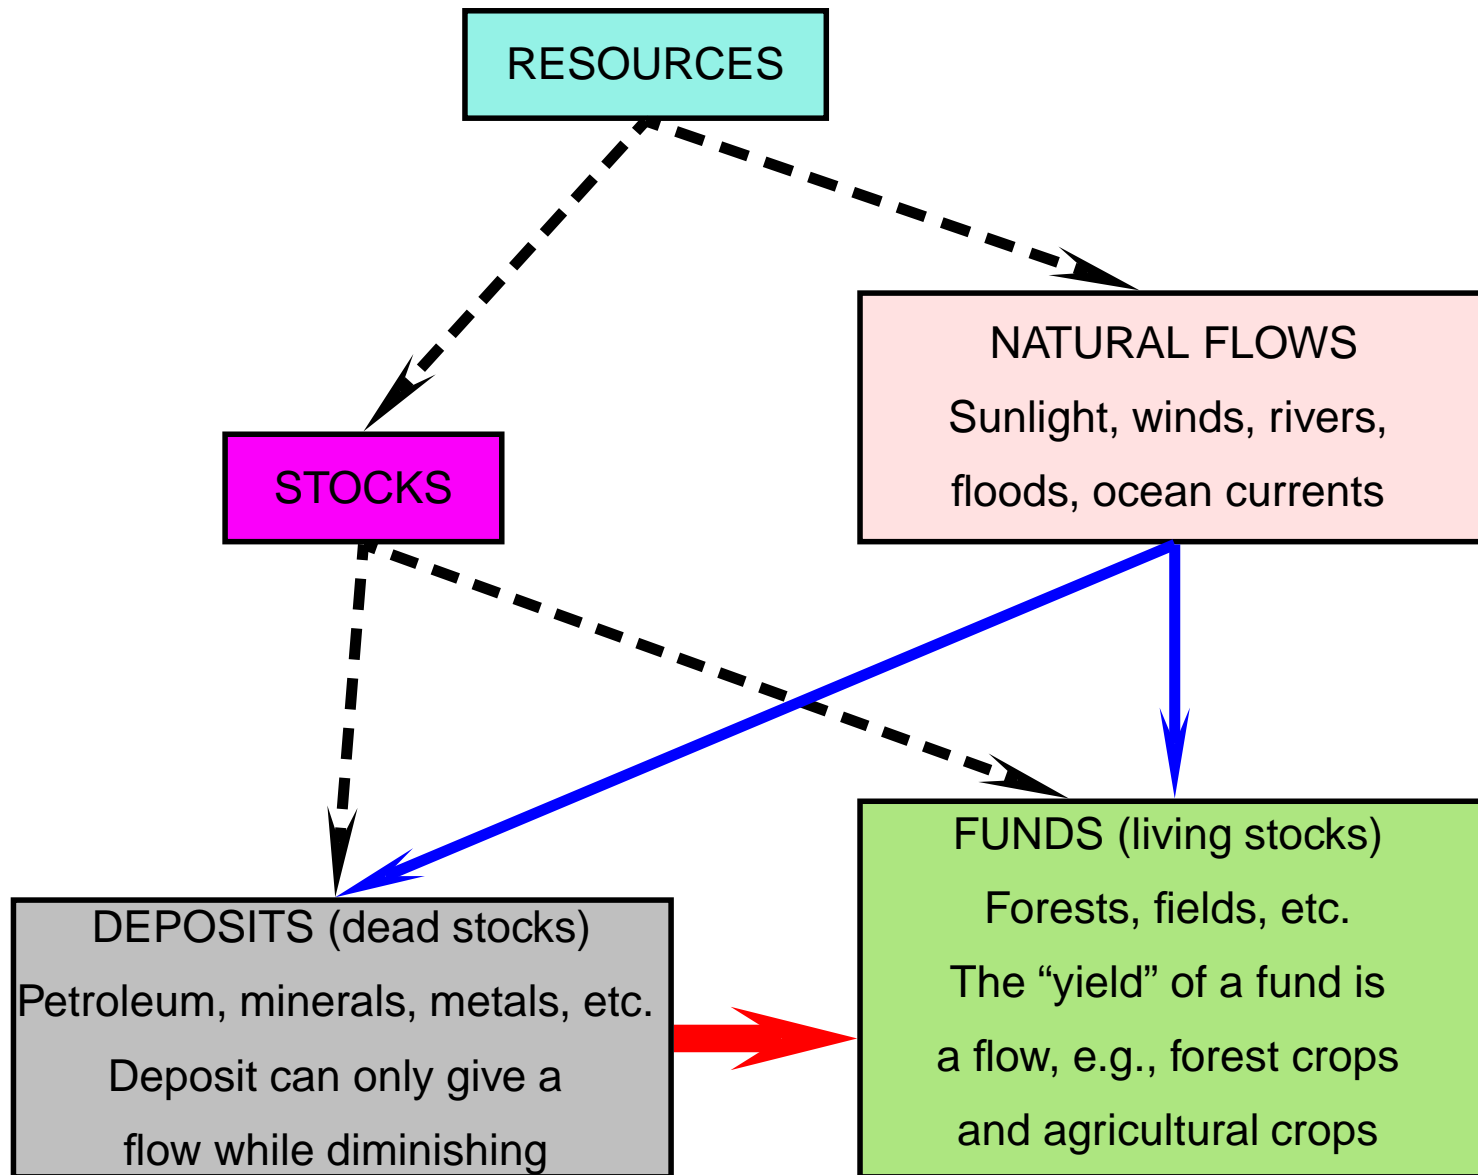 RESOURCES
NATURAL FLOWS
Sunlight, winds, rivers,
floods, ocean currents
STOCKS
DEPOSITS (dead stocks)
Petroleum, minerals, metals, etc.
Deposit can only give a
flow while diminishing
FUNDS (living stocks)
Forests, fields, etc.
The “yield” of a fund is
a flow, e.g., forest crops
and agricultural crops